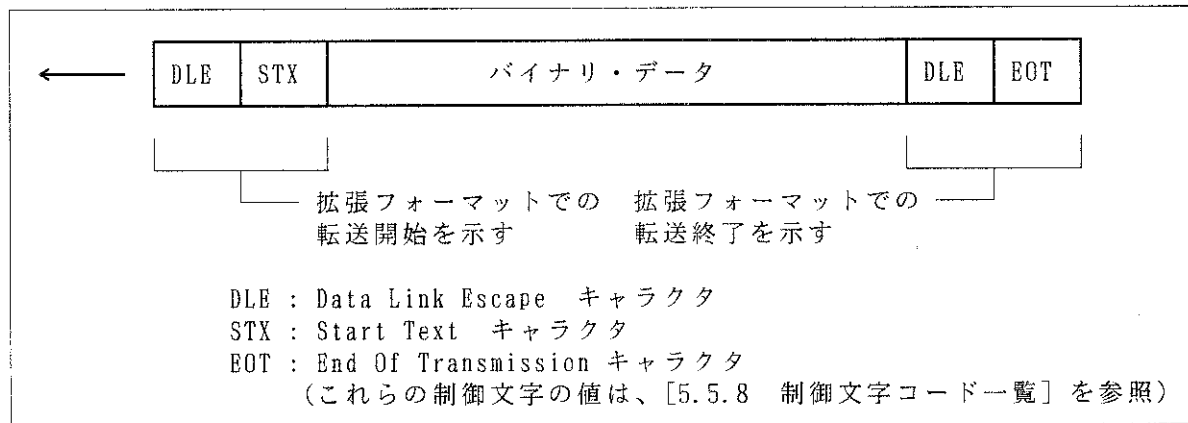 DLE STX バイナリ・データ DLE EOT
拡張フォーマットでの 拡張フォーマットでの
転送開始を示す 転送終了を示す
DLE : Data Link Escape キャラクタ
STX : Start Text キャラクタ
EOT : End Of Transmission キャラクタ
(これらの制御文字の値は、[5.5.8 制御文字コード一覧] を参照)